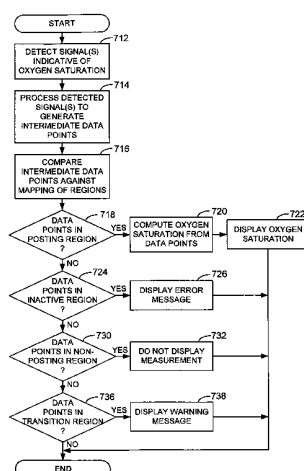 START
712
DETECT SIGNAL(S)
INDICATIVE OF
OXYGEN SATURATION
714
PROCESS DETECTED
SIGNAL(S) TO
GENERATE
INTERMEDIATE DATA
POINTS
716
COMPARE
INTERMEDIATE DATA
POINTS AGAINST
MAPPING OF REGIONS
DATA
POINTS IN
POSTING REGION
?
718
YES
720
COMPUTE OXYGEN
SATURATION FROM
DATA POINTS
722
DISPLAY OXYGEN
SATURATION
NO
724
DATA
POINTS IN
INACTIVE REGION
?
YES
726
DISPLAY ERROR
MESSAGE
NO
730
DATA
POINTS IN NON-
POSTING REGION
?
YES
732
DO NOT DISPLAY
MEASUREMENT
NO
736
DATA
POINTS IN
TRANSITION REGION
?
YES
738
DISPLAY WARNING
MESSAGE
NO
END